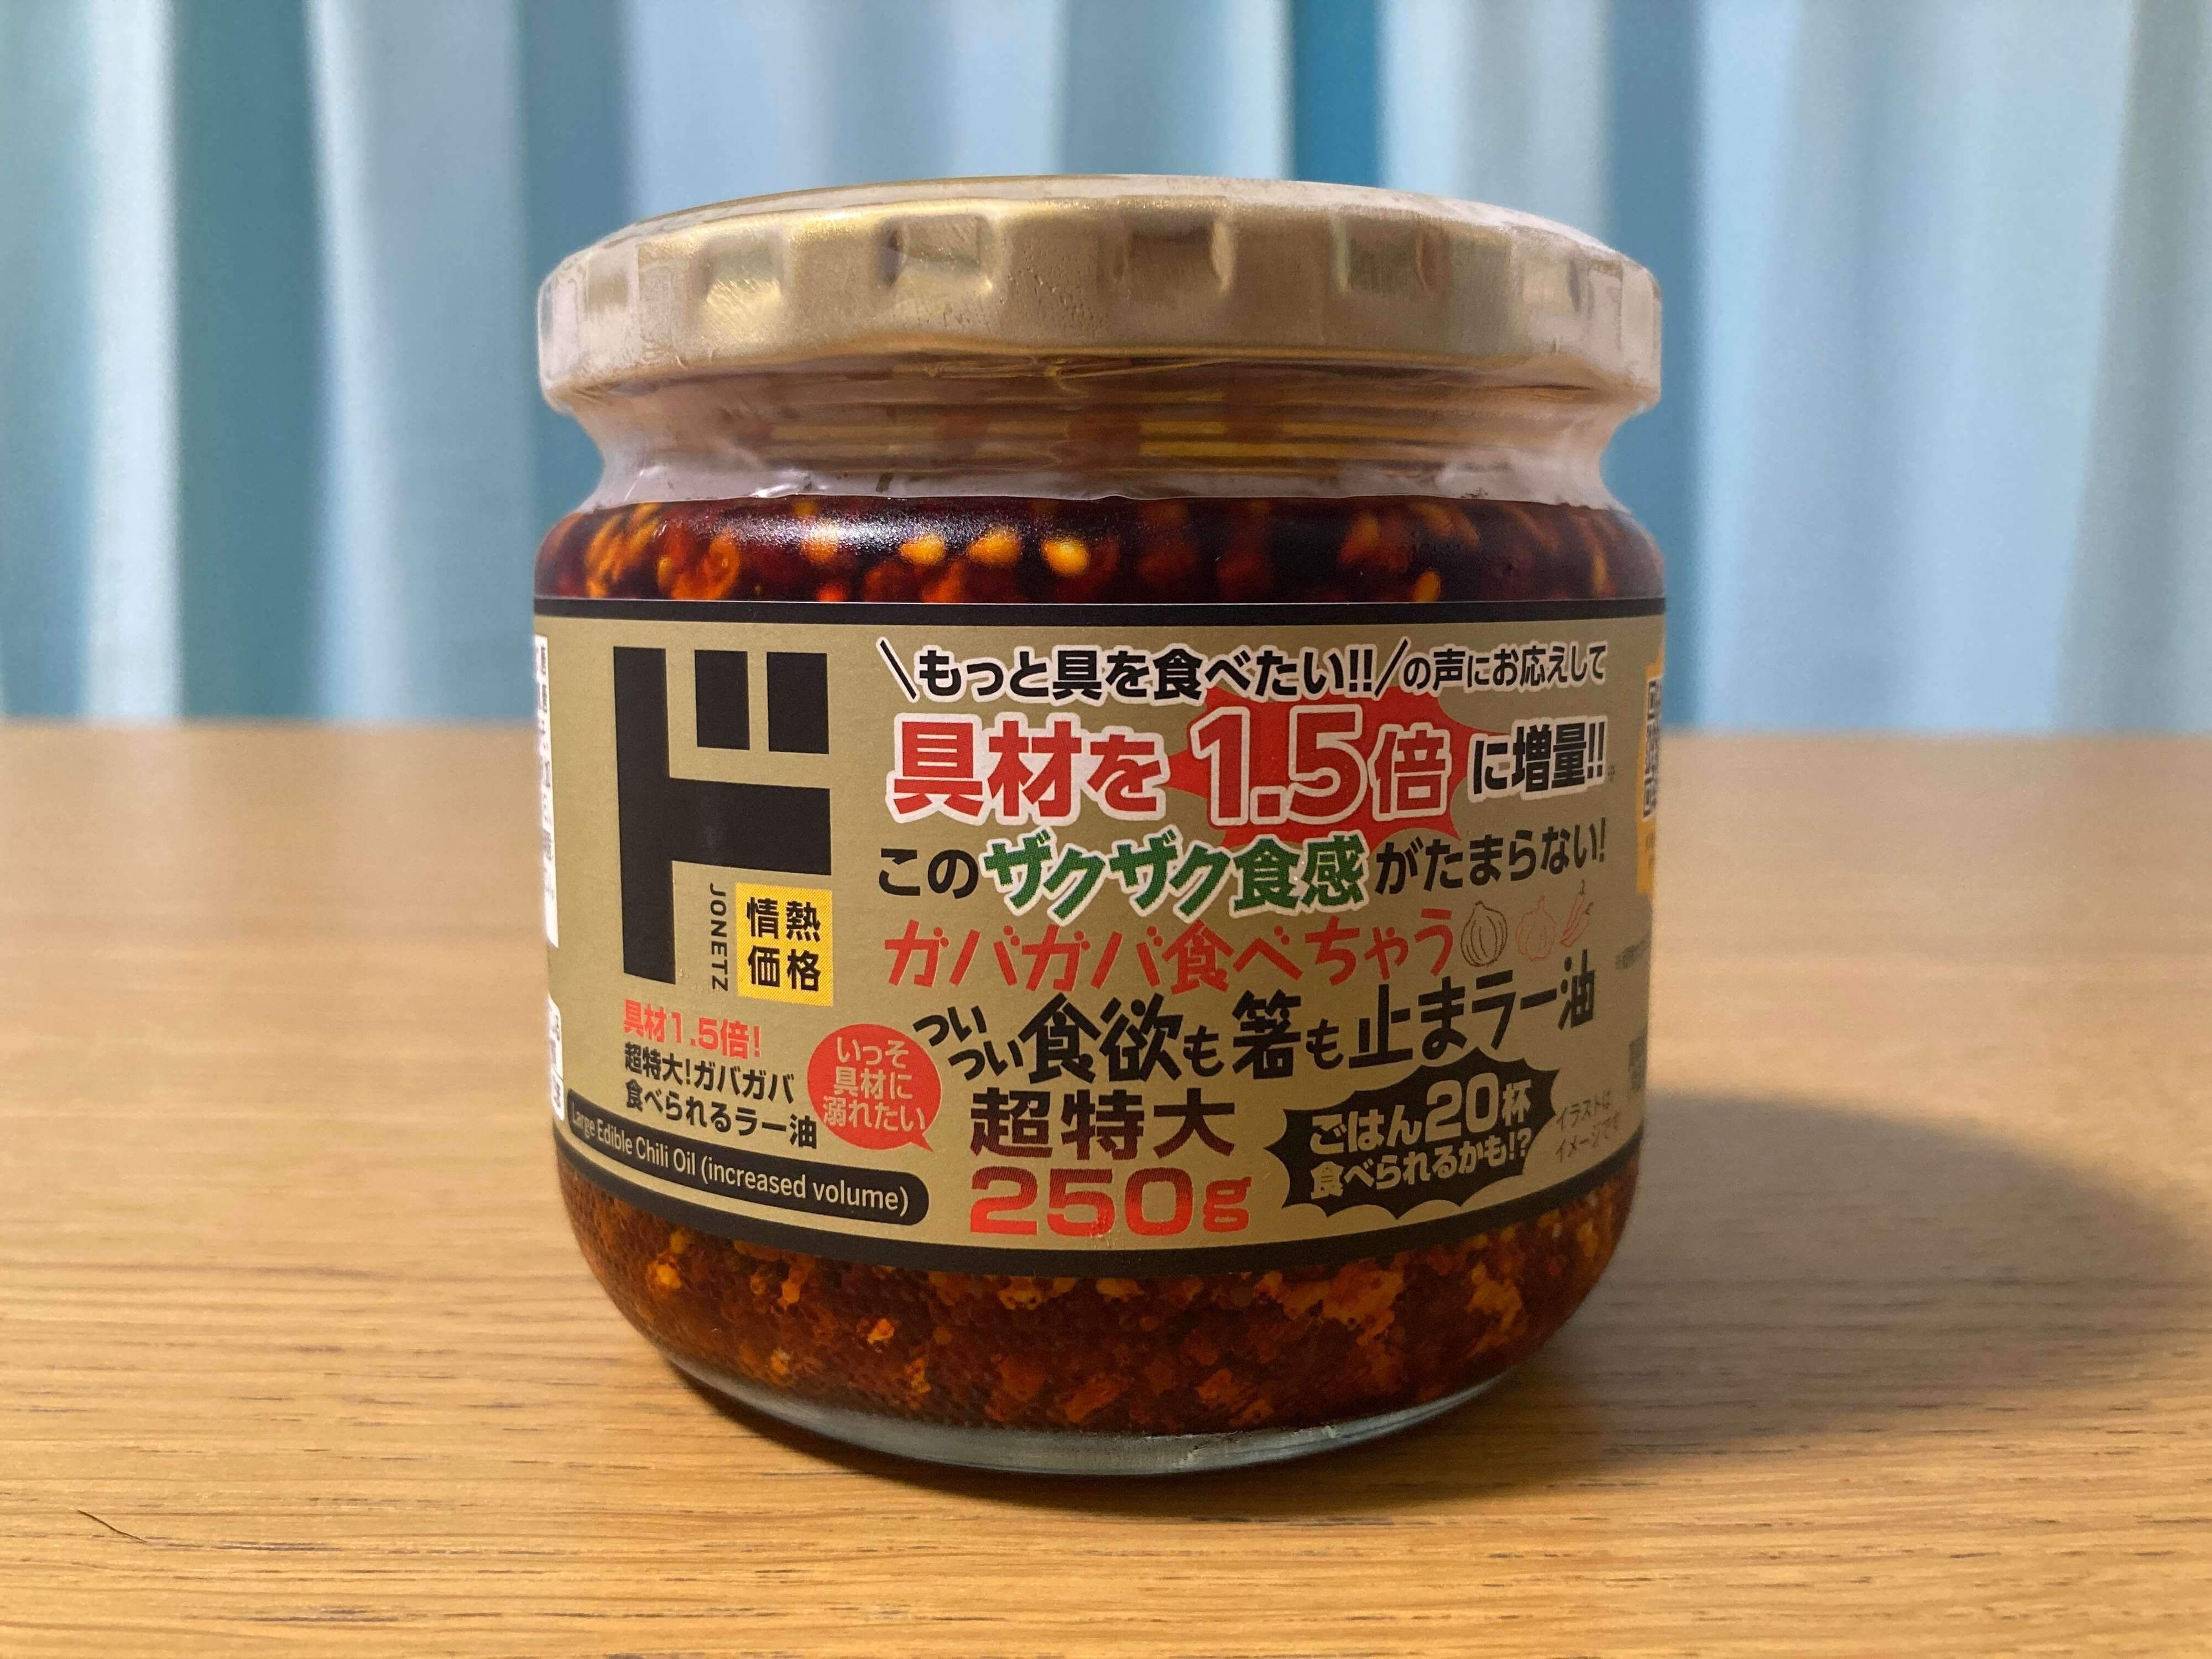 ド
JONETZ
情熱
価格
具材1.5倍!
超特大!ガバガバ
食べられるラー油
Large Edible Chili Oil (increased volume)
\もっと具を食べたい!!/の声にお応えして
具材を1.5倍に増量!!
このザクザク食感がたまらない!
ガバガバ食べちゃう
ついつい食欲も箸も止まラー油
いっそ
具材に
溺れたい
超特大
250g
ごはん20杯
食べられるかも!?
イラストは
イメージです